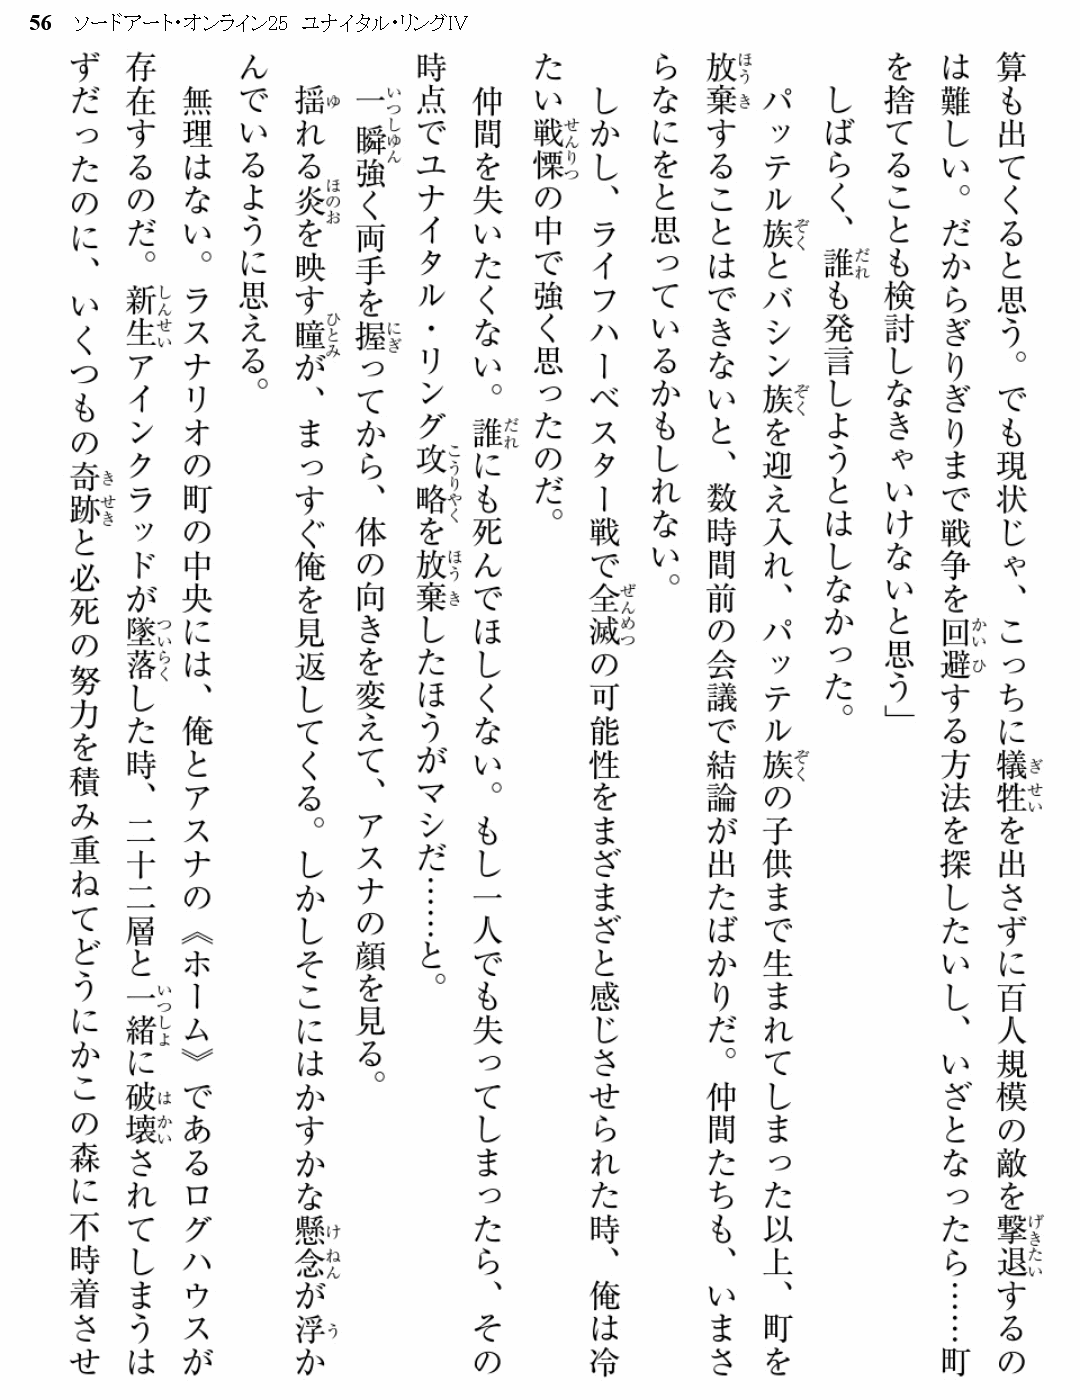 56 ソードアート・オンライン25 ユナイタル・リングⅣ
算も出てくると思う。でも現状じゃ、こっちに犠牲を出さずに百人規模の敵を撃退するの
は難しい。だからぎりぎりまで戦争を回避する方法を探したいし、いざとなったら……町
を捨てることも検討しなきゃいけないと思う」
しばらく、誰も発言しようとはしなかった。
パッテル族とバシン族を迎え入れ、パッテル族の子供まで生まれてしまった以上、町を
放棄することはできないと、数時間前の会議で結論が出たばかりだ。仲間たちも、いまさ
らなにをと思っているかもしれない。
しかし、ライフハーベスター戦で全滅の可能性をまざまざと感じさせられた時、俺は冷
たい戦慄の中で強く思ったのだ。
仲間を失いたくない。誰にも死んでほしくない。もし一人でも失ってしまったら、その
時点でユナイタル・リング攻略を放棄したほうがマシだ……と。
一瞬強く両手を握ってから、体の向きを変えて、アスナの顔を見る。
揺れる炎を映す瞳が、まっすぐ俺を見返してくる。しかしそこにはかすかな懸念が浮か
んでいるように思える。
無理はない。ラスナリオの町の中央には、俺とアスナの《ホーム》であるログハウスが
存在するのだ。新生アインクラッドが墜落した時、二十二層と一緒に破壊されてしまうは
ずだったのに、いくつもの奇跡と必死の努力を積み重ねてどうにかこの森に不時着させ